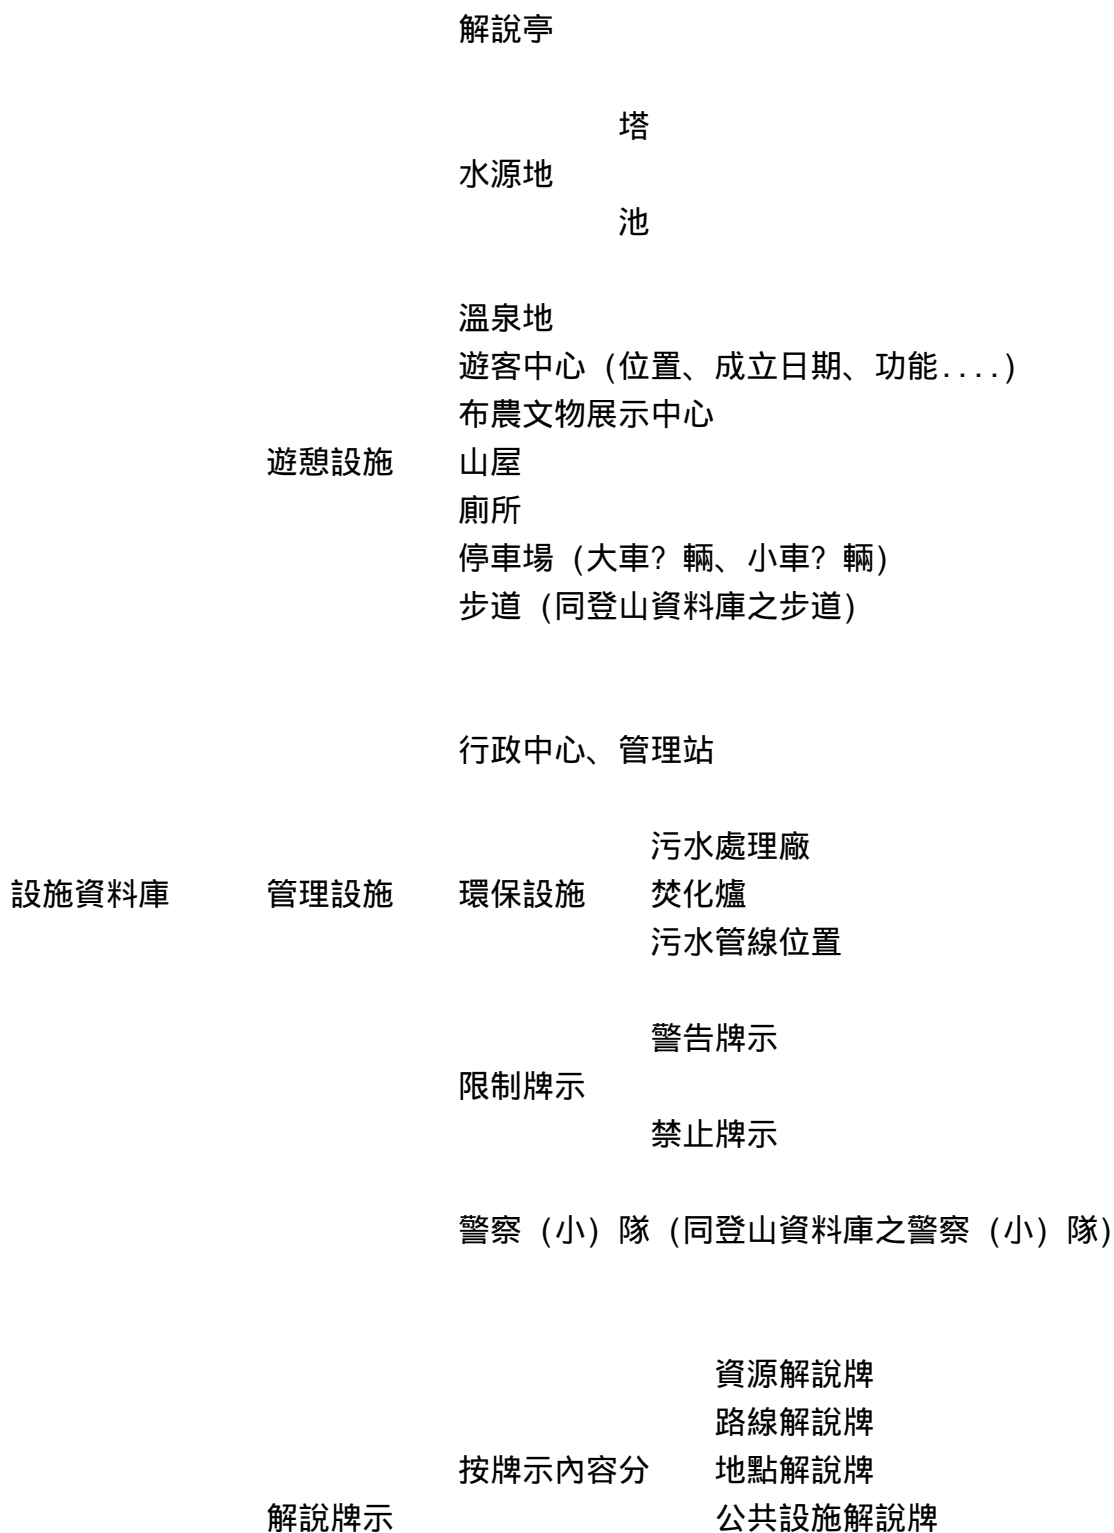 解說亭
塔
水源地
池
溫泉地
遊客中心（位置、成立日期、功能....）
布農文物展示中心
遊憩設施 山屋
廁所
停車場（大車？輛、小車？輛）
步道（同登山資料庫之步道）
行政中心、管理站
污水處理廠
設施資料庫 管理設施 環保設施 焚化爐
污水管線位置
警告牌示
限制牌示
禁止牌示
警察（小）隊（同登山資料庫之警察（小）隊）
資源解說牌
路線解說牌
按牌示內容分 地點解說牌
解說牌示 公共設施解說牌